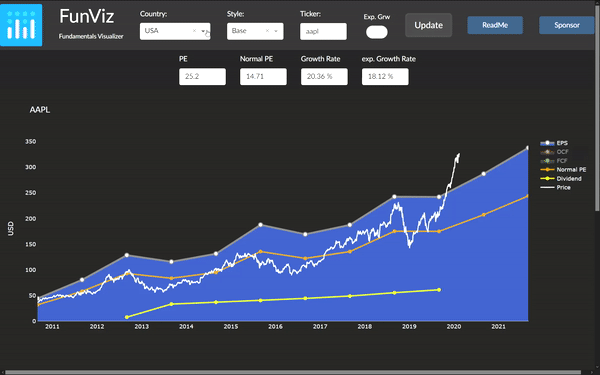 FunViz
Fundamentals Visualizer
Country:
USA
Style:
Base
Ticker:
aapl
Exp. Grw
Update
ReadMe
Sponsor
PE
25.2
Normal PE
14.71
Growth Rate
20.36 %
exp. Growth Rate
18.12 %
AAPL
350
300
250
200
150
100
50
0
USD
2011 2012 2013 2014 2015 2016 2017 2018 2019 2020 2021
EPS
OCF
FCF
Normal PE
Dividend
Price